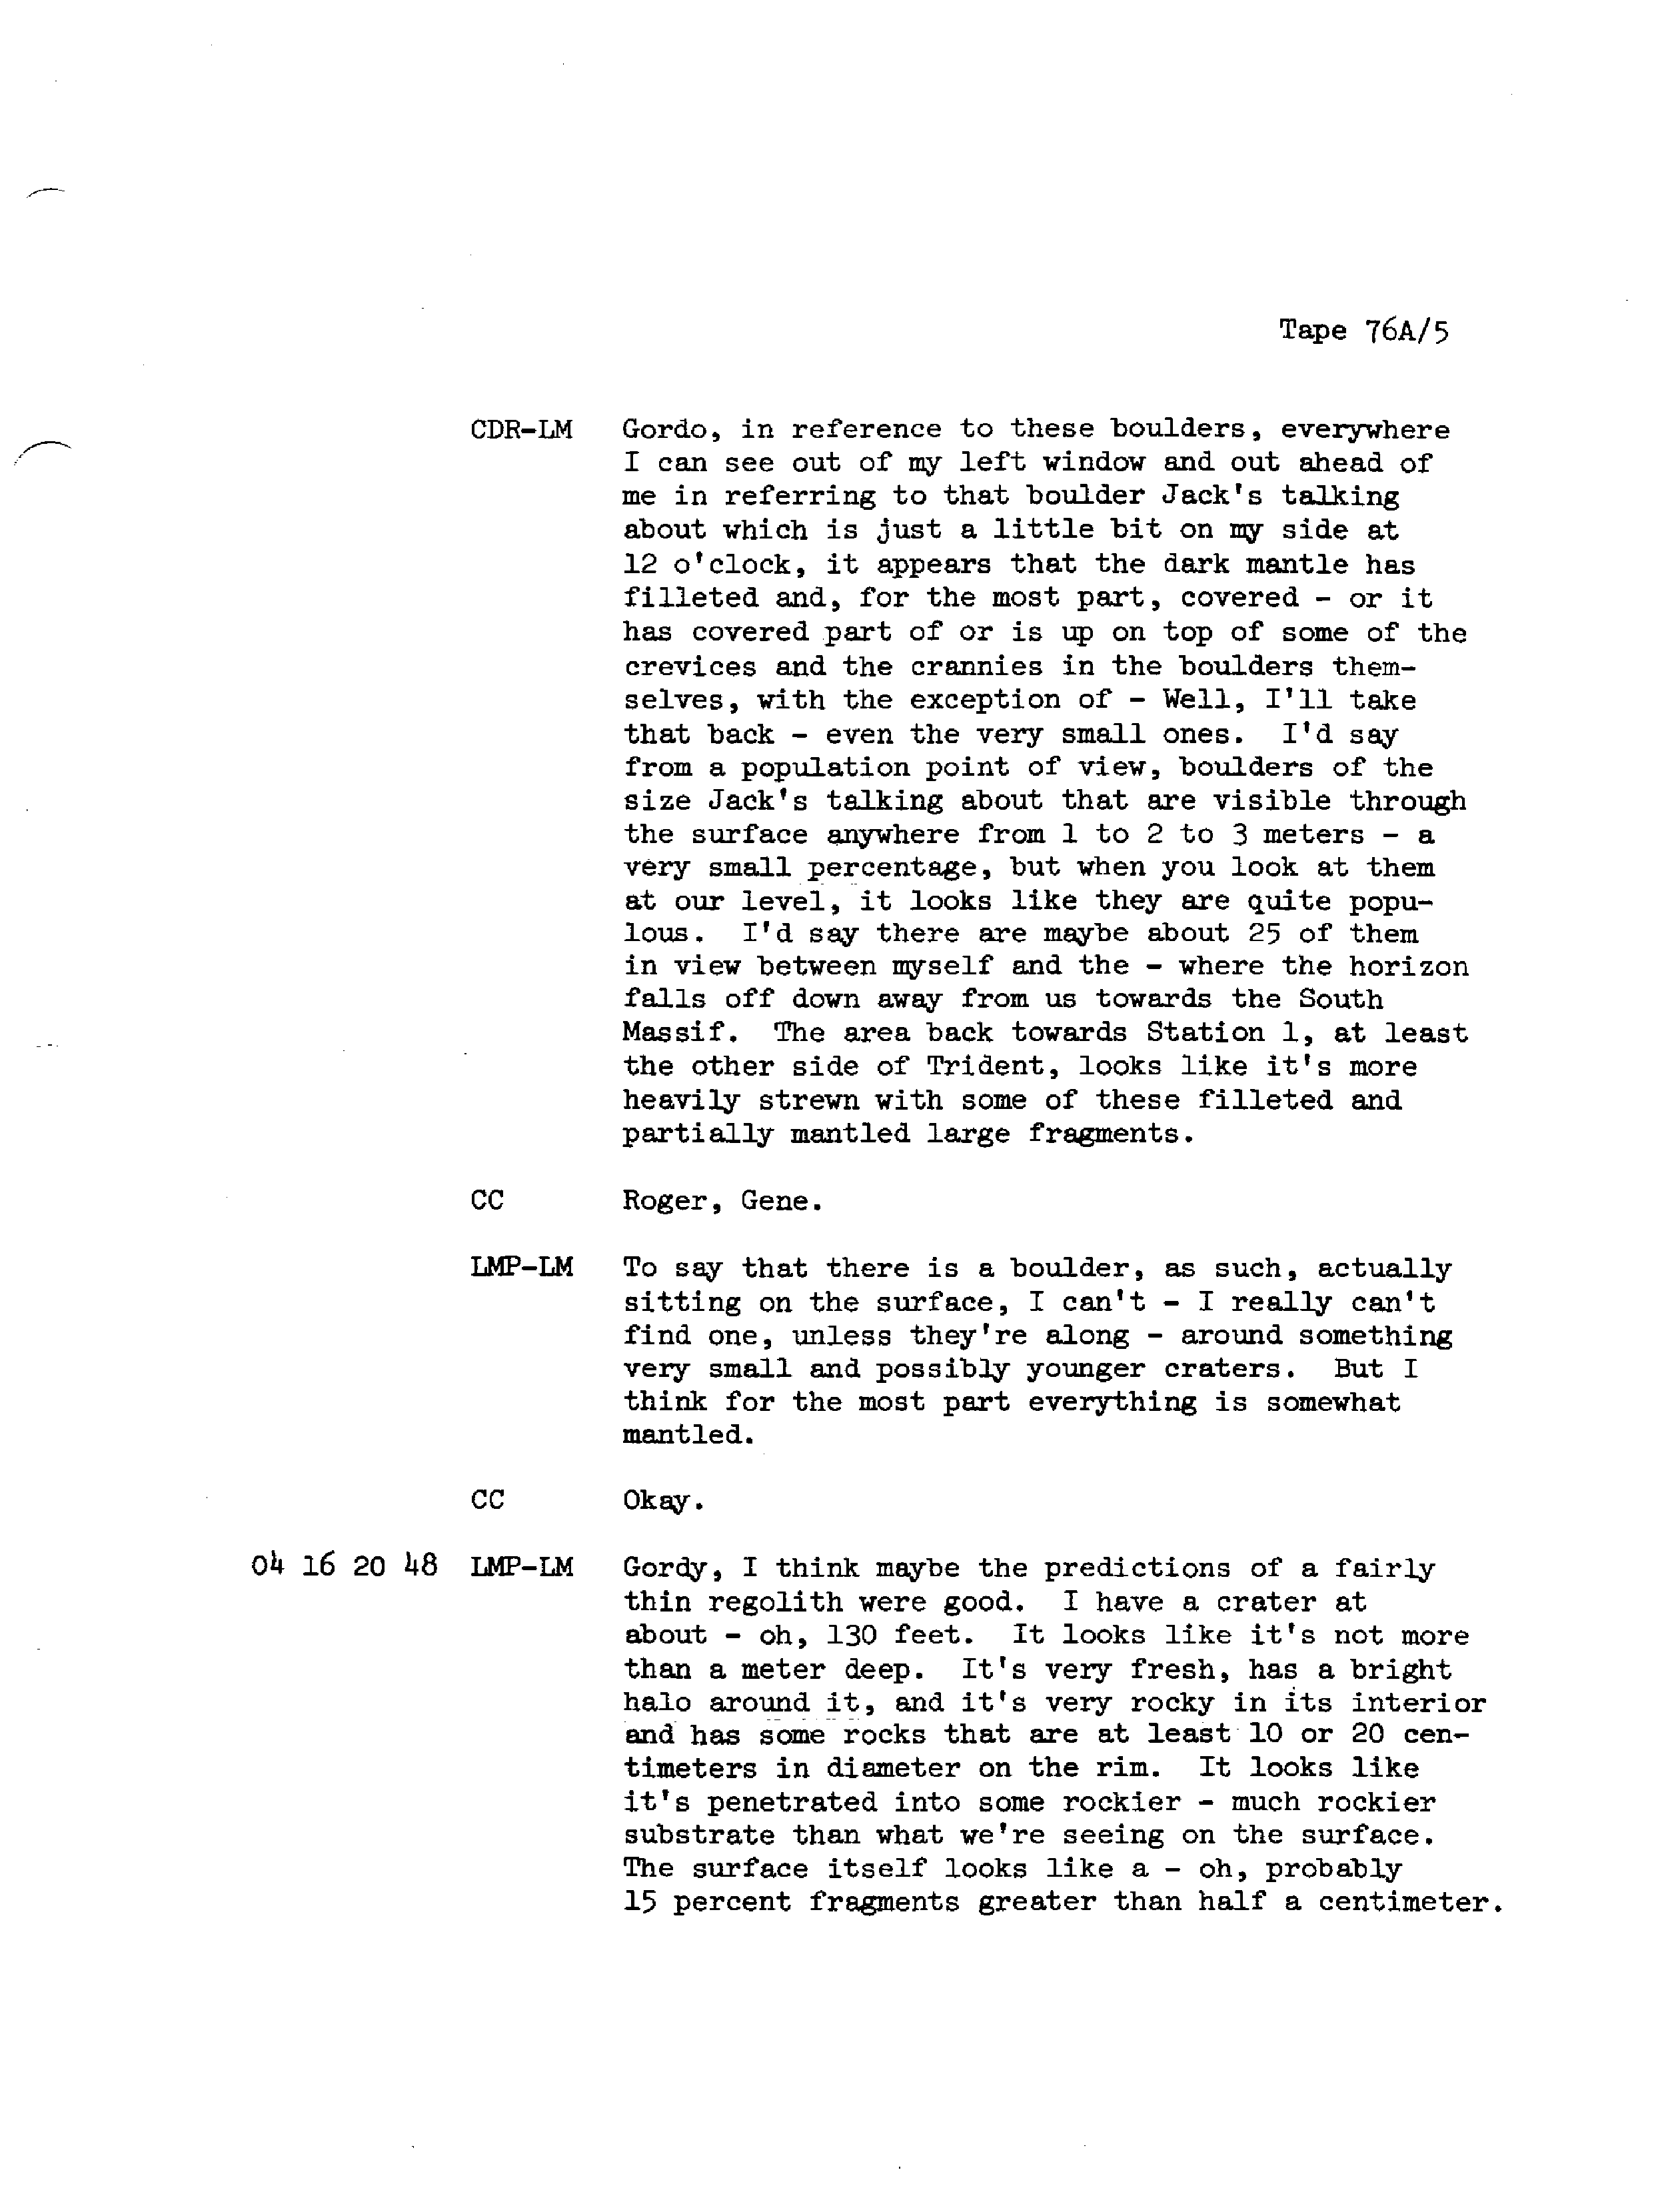 Tape 76A/5
CDR-LM Gordo, in reference to these boulders, everywhere
I can see out of my left window and out ahead of
me in referring to that boulder Jack's talking
about which is just a little bit on my side at
12 o'clock, it appears that the dark mantle has
filleted and, for the most part, covered - or it
has covered part of or is up on top of some of the
crevices and the crannies in the boulders them-
selves, with the exception of - Well, I'll take
that back - even the very small ones. I'd say
from a population point of view, boulders of the
size Jack's talking about that are visible through
the surface anywhere from 1 to 2 to 3 meters - a
very small percentage, but when you look at them
at our level, it looks like they are quite popu-
lous. I'd say there are maybe about 25 of them
in view between myself and the - where the horizon
falls off down away from us towards the South
Massif. The area back towards Station 1, at least
the other side of Trident, looks like it's more
heavily strewn with some of these filleted and
partially mantled large fragments.
CC Roger, Gene.
LMP-LM To say that there is a boulder, as such, actually
sitting on the surface, I can't - I really can't
find one, unless they're along - around something
very small and possibly younger craters. But I
think for the most part everything is somewhat
mantled.
CC Okay.
04 16 20 48 LMP-LM Gordy, I think maybe the predictions of a fairly
thin regolith were good. I have a crater at
about - oh, 130 feet. It looks like it's not more
than a meter deep. It's very fresh, has a bright
halo around it, and it's very rocky in its interior
and has some rocks that are at least 10 or 20 cen-
timeters in diameter on the rim. It looks like
it's penetrated into some rockier - much rockier
substrate than what we're seeing on the surface.
The surface itself looks like a - oh, probably
15 percent fragments greater than half a centimeter.